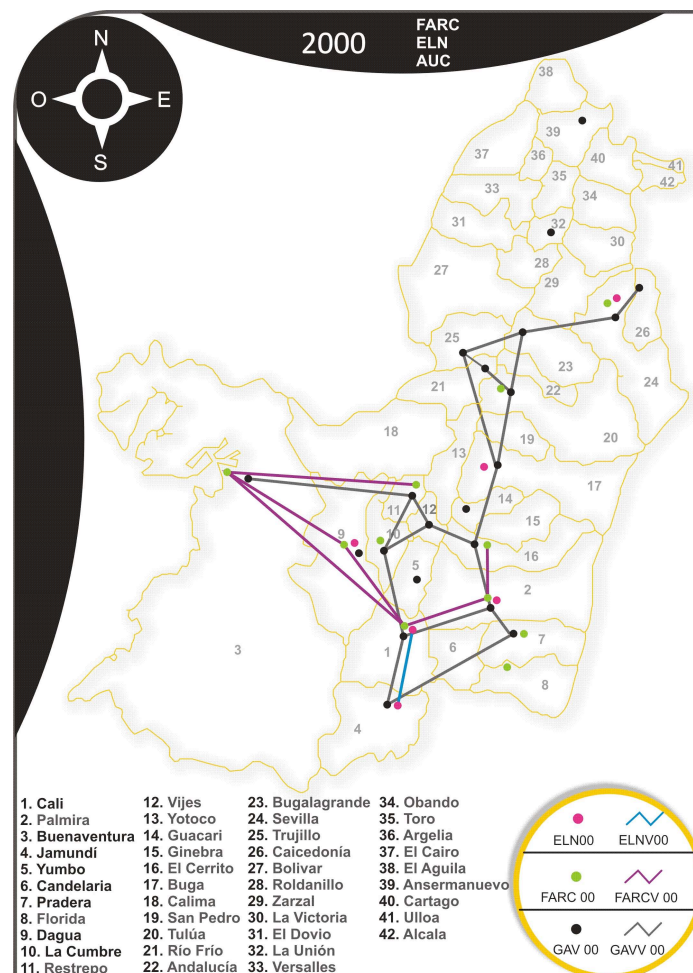 2000
FARC
ELN
AUC
N
O
E
S
38
39
37
36
40
41
42
35
33
34
31
32
30
27
28
29
26
25
23
24
21
22
18
20
19
13
17
14
11
12
15
9
10
16
5
2
3
1
6
7
8
4
1. Cali
2. Palmira
3. Buenaventura
4. Jamundí
5. Yumbo
6. Candelaria
7. Pradera
8. Florida
9. Dagua
10. La Cumbre
11. Restrepo
12. Vijes
13. Yotoco
14. Guacari
15. Ginebra
16. El Cerrito
17. Buga
18. Calima
19. San Pedro
20. Tulúa
21. Río Frío
22. Andalucía
23. Bugalagrande
24. Sevilla
25. Trujillo
26. Caicedonía
27. Bolivar
28. Roldanillo
29. Zarzal
30. La Victoria
31. El Dovio
32. La Unión
33. Versalles
34. Obando
35. Toro
36. Argelia
37. El Cairo
38. El Aguila
39. Ansermanuevo
40. Cartago
41. Ulloa
42. Alcala
ELN00 ELNV00
FARC 00 FARCV 00
GAV 00 GAVV 00